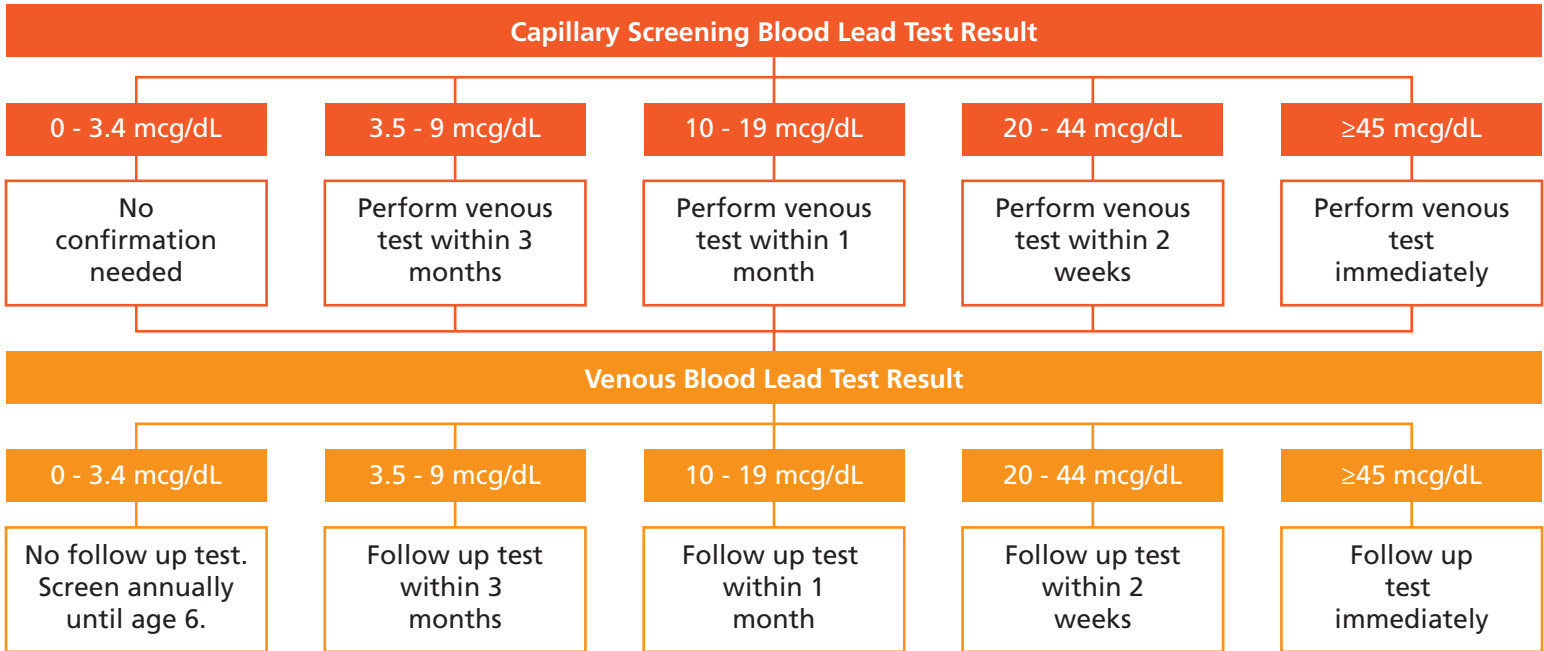 Capillary Screening Blood Lead Test Result
0 - 3.4 mcg/dL
3.5 - 9 mcg/dL
10 - 19 mcg/dL
20 - 44 mcg/dL
≥45 mcg/dL
No
confirmation
needed
Perform venous
test within 3
months
Perform venous
test within 1
month
Perform venous
test within 2
weeks
Perform venous
test
immediately
Venous Blood Lead Test Result
0 - 3.4 mcg/dL
3.5 - 9 mcg/dL
10 - 19 mcg/dL
20 - 44 mcg/dL
≥45 mcg/dL
No follow up test.
Screen annually
until age 6.
Follow up test
within 3
months
Follow up test
within 1
month
Follow up test
within 2
weeks
Follow up
test
immediately